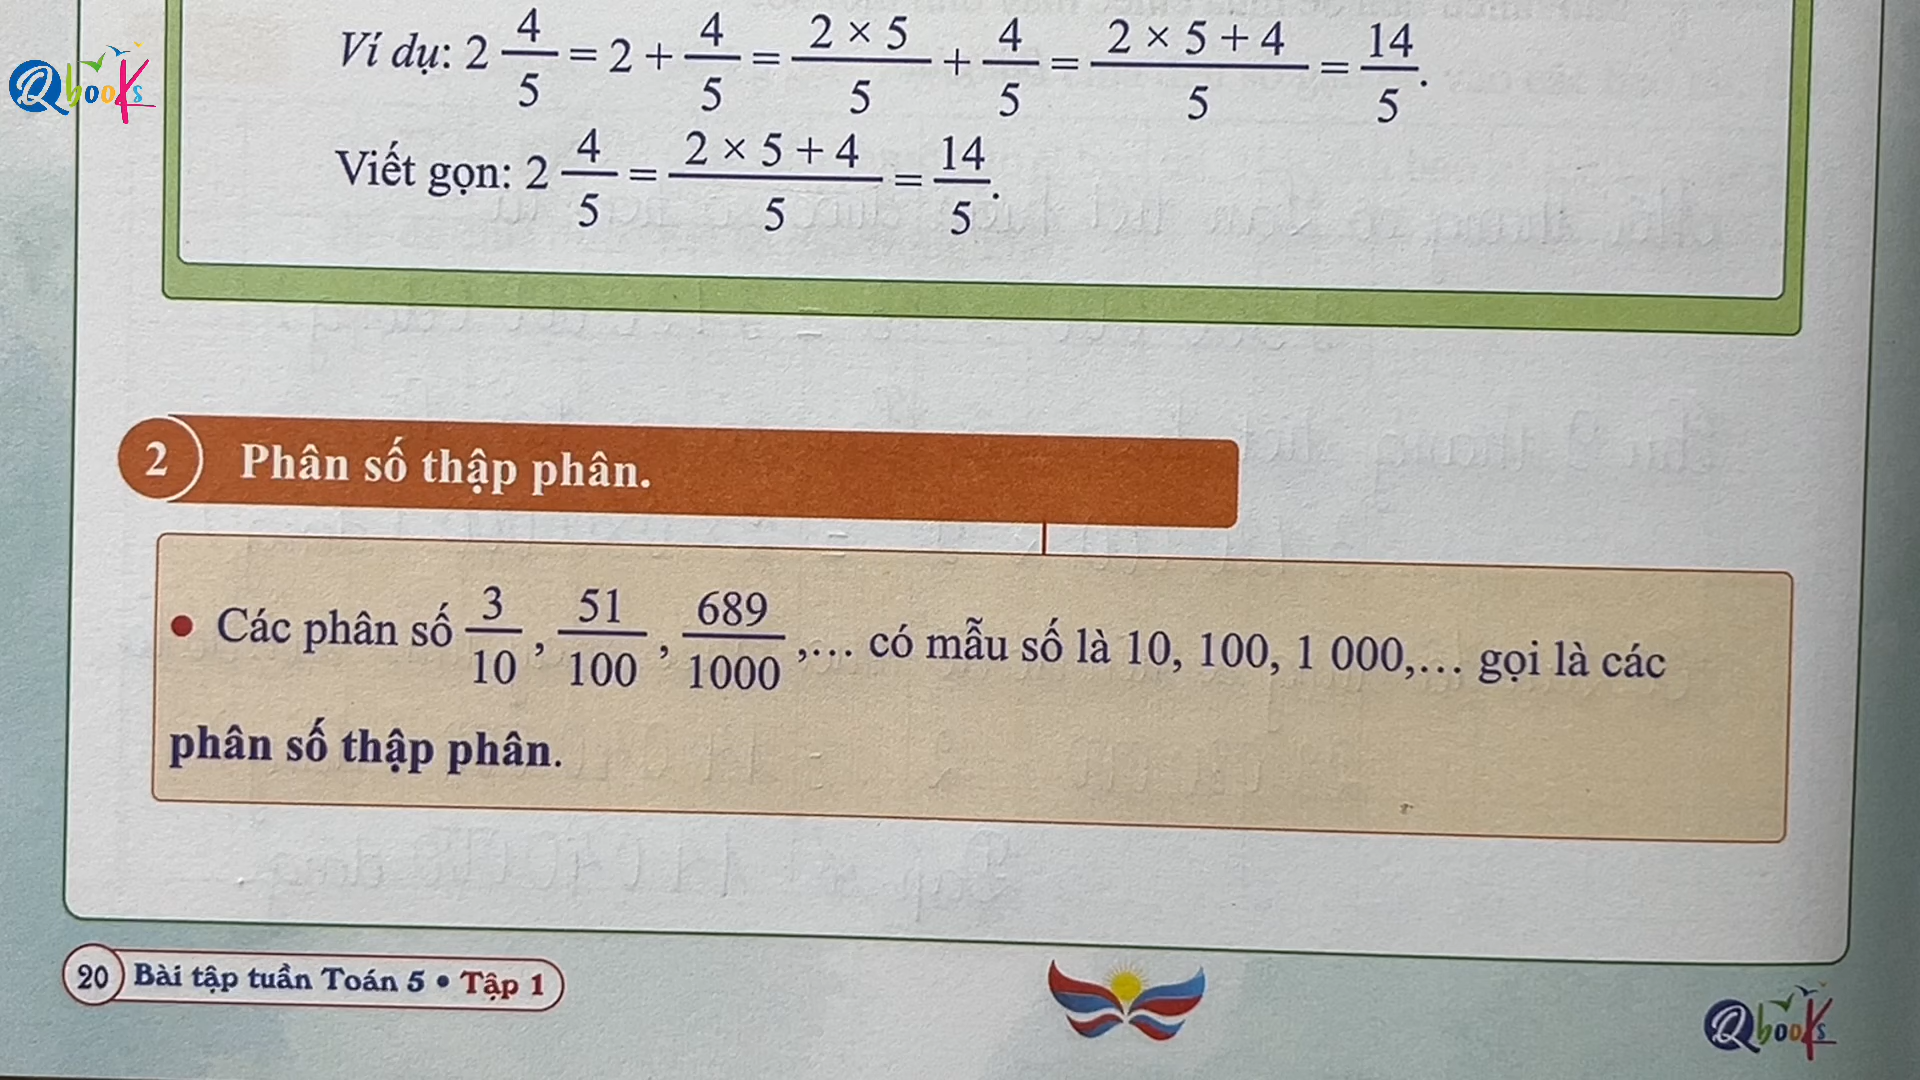 Qbooks
Ví dụ: 2 4/5 = 2 + 4/5 = (2 × 5)/5 + 4/5 = (2 × 5 + 4)/5 = 14/5.
Viết gọn: 2 4/5 = (2 × 5 + 4)/5 = 14/5.
2 Phân số thập phân.
• Các phân số 3/10, 51/100, 689/1000,… có mẫu số là 10, 100, 1 000,… gọi là các
phân số thập phân.
20 Bài tập tuần Toán 5 • Tập 1
Qbooks